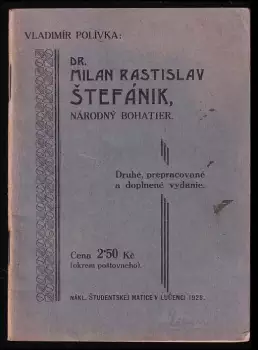 VLADIMÍR POLÍVKA:
DR.
MILAN RASTISLAV
ŠTEFÁNIK,
NÁRODNÝ BOHATIER.
Druhé, prepracované
a doplnené vydanie.
Cena 2·50 Kč
(okrem poštovného).
NÁKL. ŠTUDENTSKEJ MATICE V LUČENCI